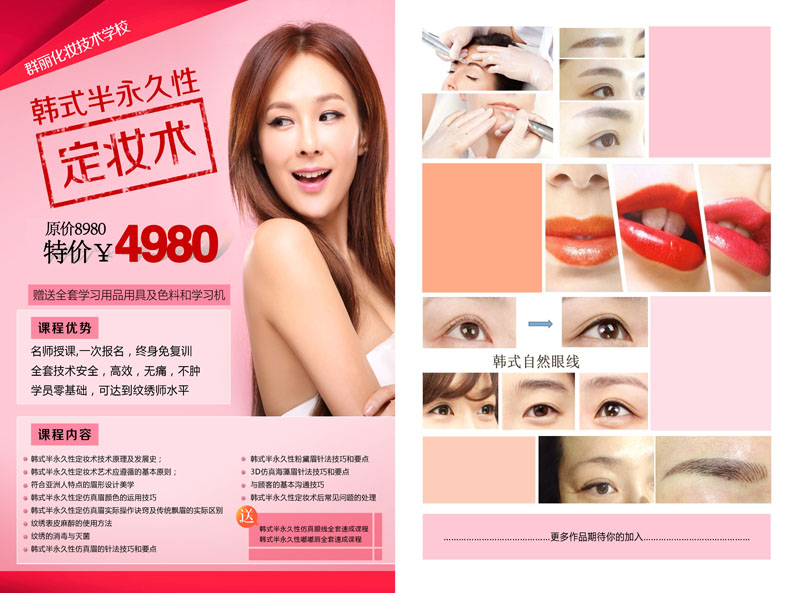 群丽化妆技术学校
韩式半永久性
定妆术
原价8980
特价￥4980
赠送全套学习用品用具及色料和学习机
课程优势
名师授课,一次报名，终身免复训
全套技术安全，高效，无痛，不肿
学员零基础，可达到纹绣师水平
课程内容
韩式半永久性定妆术技术原理及发展史；
韩式半永久性定妆术艺术应遵循的基本原则；
符合亚洲人特点的眉形设计美学
韩式半永久性定仿真眉颜色的运用技巧
韩式半永久性定仿真眉实际操作诀窍及传统飘眉的实际区别
纹绣表皮麻醉的使用方法
纹绣的消毒与灭菌
韩式半永久性仿真眉的针法技巧和要点
韩式半永久性粉黛眉针法技巧和要点
3D仿真海藻眉针法技巧和要点
与顾客的基本沟通技巧
韩式半永久性定妆术后常见问题的处理
送
韩式半永久性仿真眼线全套速成课程
韩式半永久性嘟嘟唇全套速成课程
韩式自然眼线
……………………………………更多作品期待你的加入……………………………………